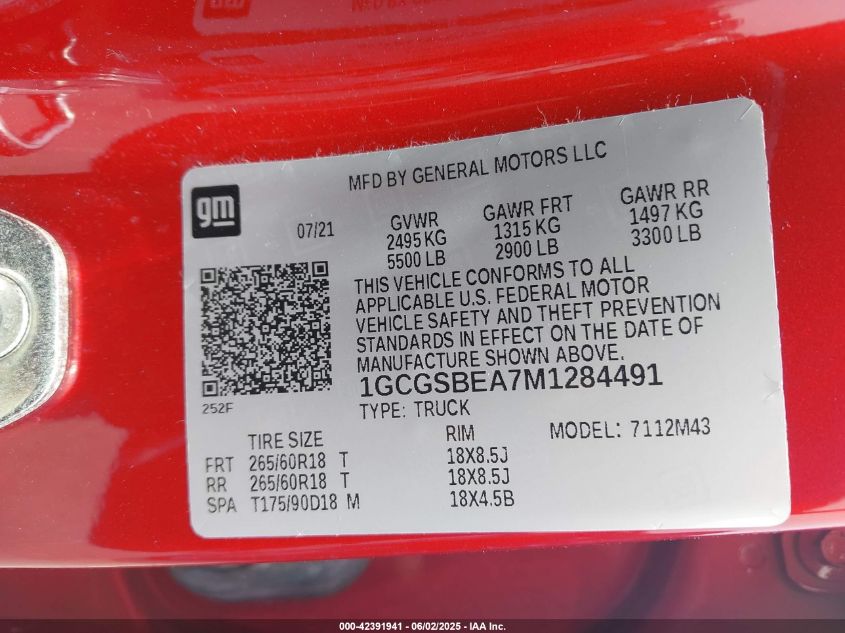 MFD BY GENERAL MOTORS LLC
gm
07/21
GVWR
2495 KG
5500 LB
GAWR FRT
1315 KG
2900 LB
GAWR RR
1497 KG
3300 LB
THIS VEHICLE CONFORMS TO ALL
APPLICABLE U.S. FEDERAL MOTOR
VEHICLE SAFETY AND THEFT PREVENTION
STANDARDS IN EFFECT ON THE DATE OF
MANUFACTURE SHOWN ABOVE.
252F
1GCGSBEA7M1284491
TYPE: TRUCK
TIRE SIZE RIM MODEL: 7112M43
FRT 265/60R18 T 18X8.5J
RR 265/60R18 T 18X8.5J
SPA T175/90D18 M 18X4.5B
000-42391941 - 06/02/2025 - IAA Inc.